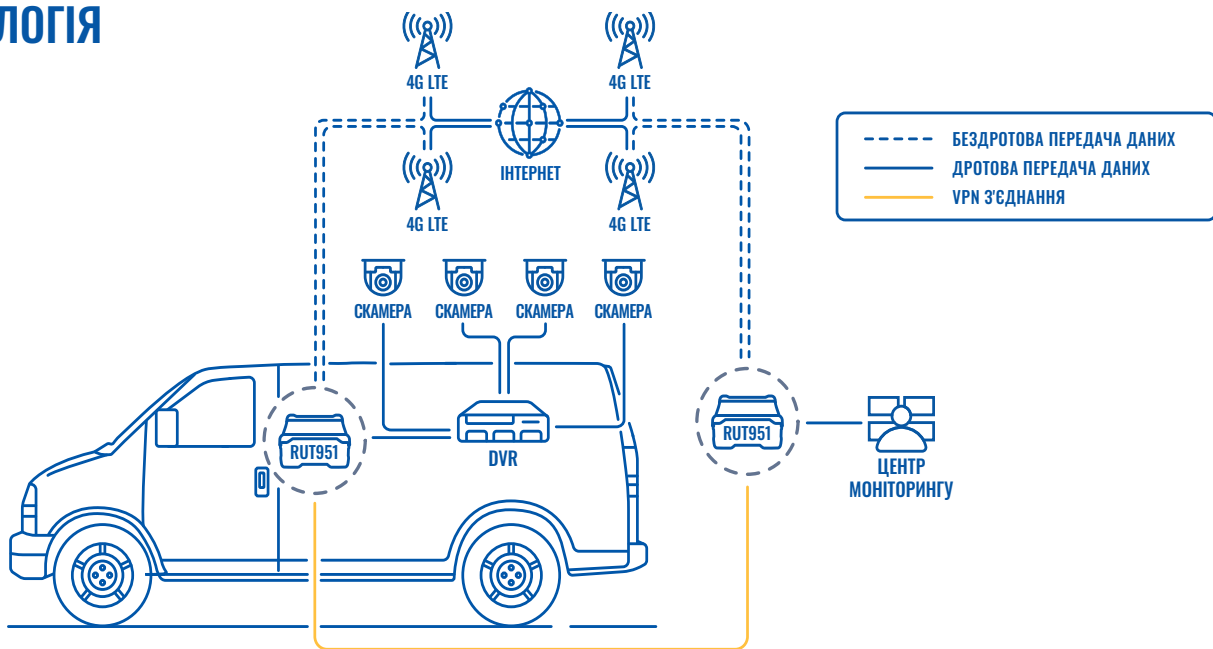 ЛОГІЯ
4G LTE
4G LTE
ІНТЕРНЕТ
4G LTE
4G LTE
БЕЗДРОТОВА ПЕРЕДАЧА ДАНИХ
ДРОТОВА ПЕРЕДАЧА ДАНИХ
VPN З'ЄДНАННЯ
СКАМЕРА
СКАМЕРА
СКАМЕРА
СКАМЕРА
RUT951
DVR
RUT951
ЦЕНТР
МОНІТОРИНГУ